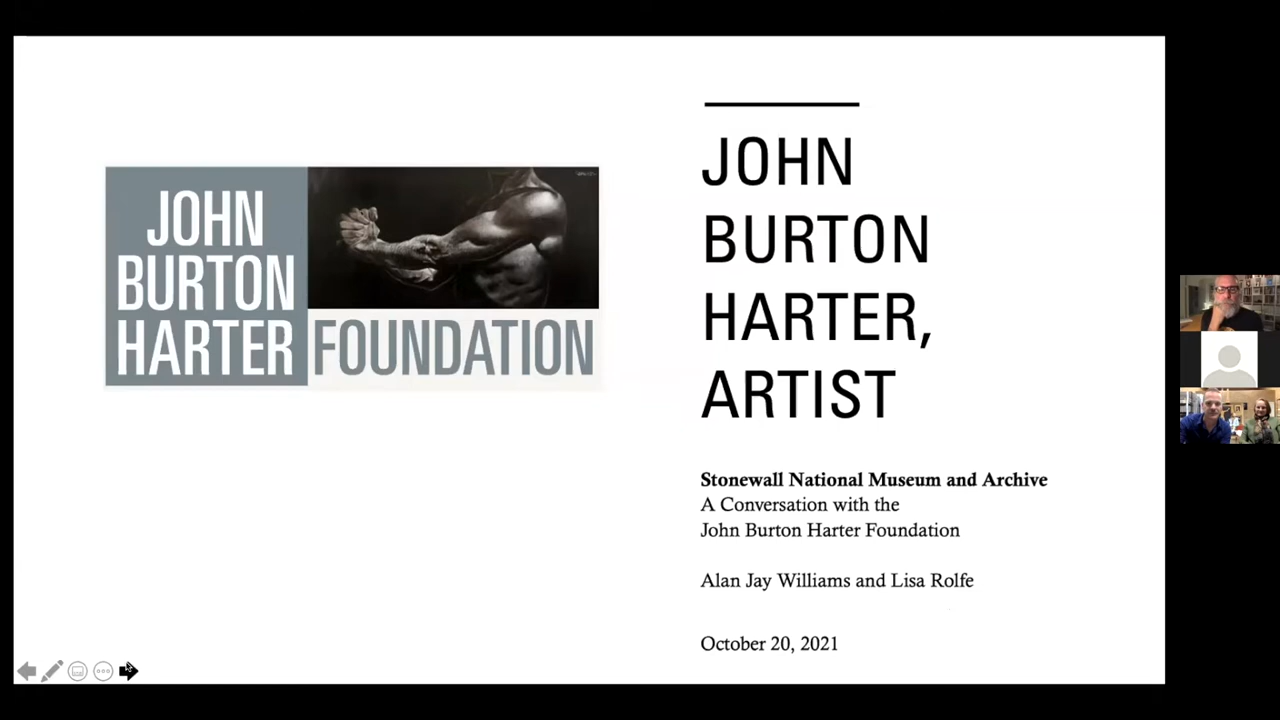 JOHN
BURTON
HARTER
FOUNDATION
JOHN
BURTON
HARTER,
ARTIST
Stonewall National Museum and Archive
A Conversation with the
John Burton Harter Foundation
Alan Jay Williams and Lisa Rolfe
October 20, 2021